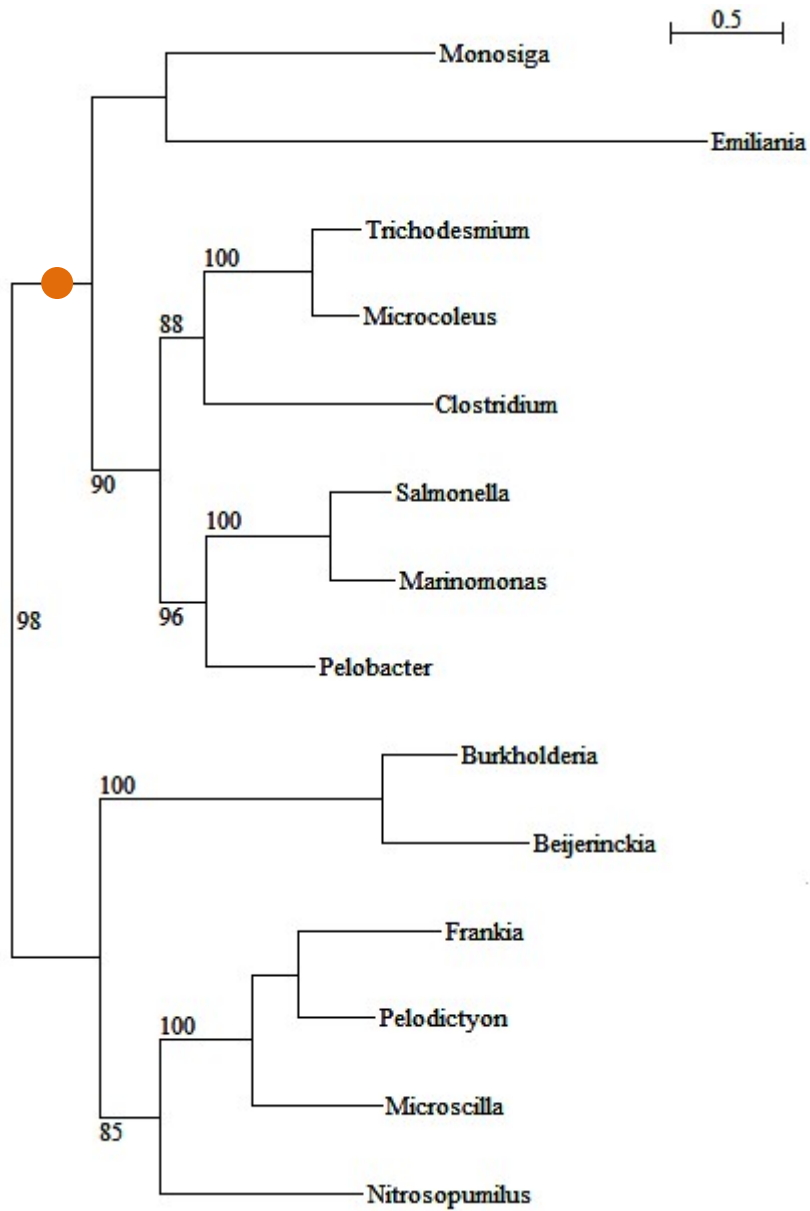 0.5
Monosiga
Emiliania
Trichodesmium
100
Microcoleus
88
Clostridium
90
Salmonella
100
Marinomonas
96
98
Pelobacter
Burkholderia
100
Beijerinckia
Frankia
Pelodictyon
100
Microscilla
85
Nitrosopumilus